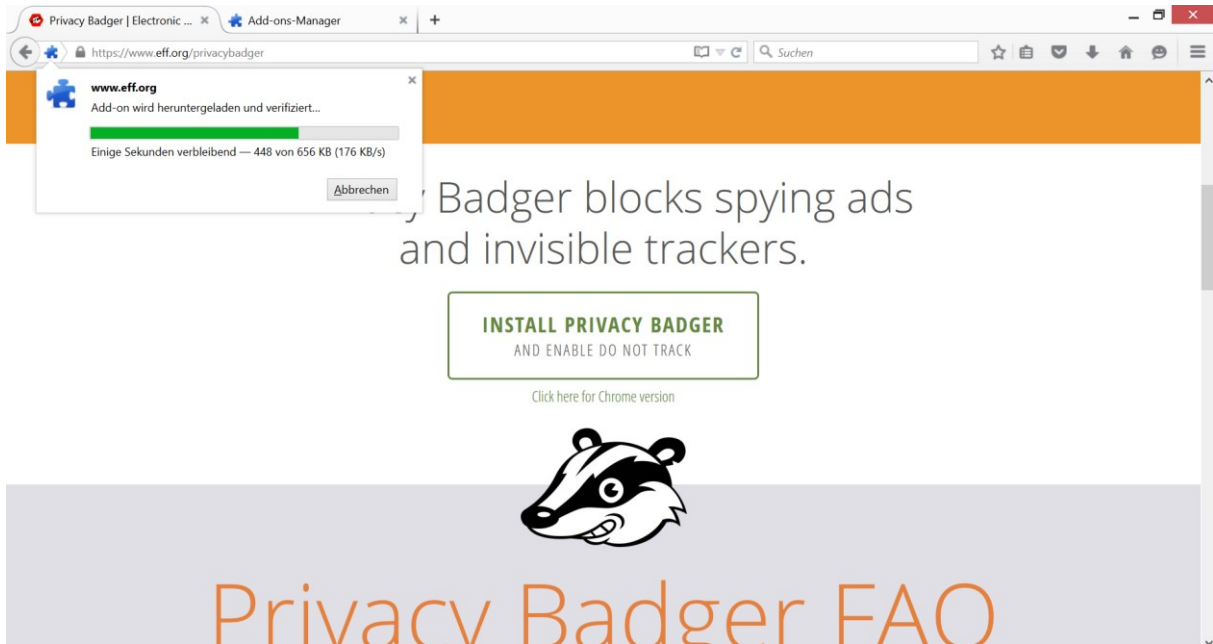 Privacy Badger | Electronic ...
Add-ons-Manager
https://www.eff.org/privacybadger
Suchen
www.eff.org
Add-on wird heruntergeladen und verifiziert...
Einige Sekunden verbleibend — 448 von 656 KB (176 KB/s)
Abbrechen
Badger blocks spying ads
and invisible trackers.
INSTALL PRIVACY BADGER
AND ENABLE DO NOT TRACK
Click here for Chrome version
Privacy Badger FAQ